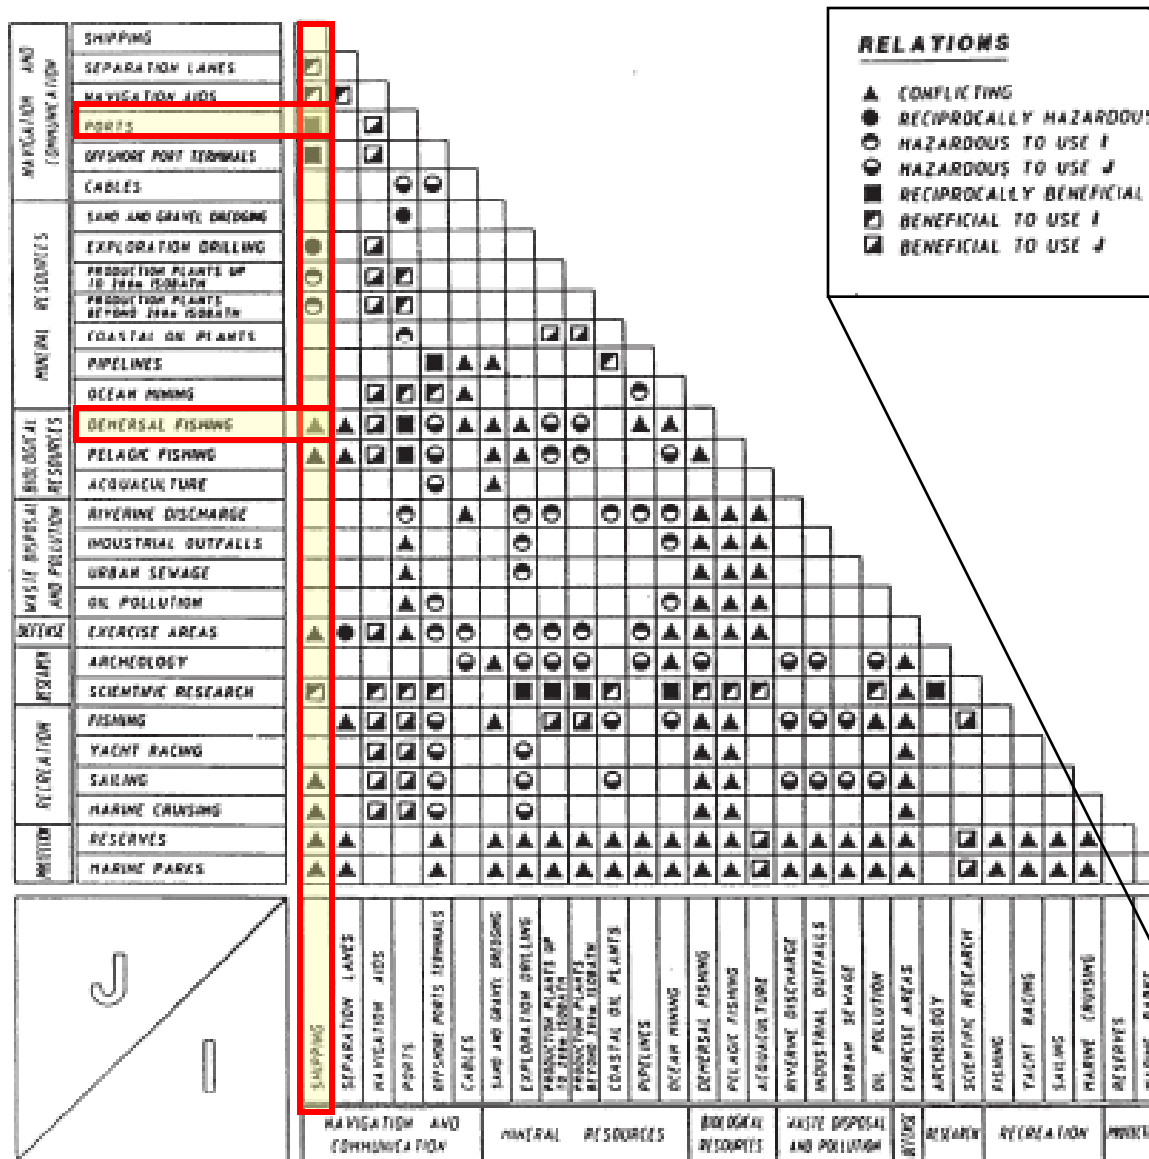 RELATIONS
CONFLICTING
RECIPROCALLY HAZARDOUS
HAZARDOUS TO USE I
HAZARDOUS TO USE J
RECIPROCALLY BENEFICIAL
BENEFICIAL TO USE I
BENEFICIAL TO USE J
NAVIGATION AND
COMMUNICATION
SHIPPING
SEPARATION LANES
NAVIGATION AIDS
PORTS
OFFSHORE PORT TERMINALS
CABLES
MINERAL RESOURCES
SAND AND GRAVEL DREDGING
EXPLORATION DRILLING
PRODUCTION PLANTS UP
TO 200m ISOBATH
PRODUCTION PLANTS
BEYOND 200m ISOBATH
COASTAL OIL PLANTS
PIPELINES
OCEAN MINING
BIOLOGICAL
RESOURCES
DEMERSAL FISHING
PELAGIC FISHING
ACQUACULTURE
WASTE DISPOSAL
AND POLLUTION
RIVERINE DISCHARGE
INDUSTRIAL OUTFALLS
URBAN SEWAGE
OIL POLLUTION
DEFENSE
EXERCISE AREAS
RESEARCH
ARCHEOLOGY
SCIENTIFIC RESEARCH
RECREATION
FISHING
YACHT RACING
SAILING
MARINE CRUISING
RESERVES
MARINE PARKS
J
I
SHIPPING
SEPARATION LANES
NAVIGATION AIDS
PORTS
OFFSHORE PORTS TERMINALS
CABLES
SAND AND GRAVEL DREDGING
EXPLORATION DRILLING
PRODUCTION PLANTS UP
TO 200m ISOBATH
PRODUCTION PLANTS
BEYOND 200m ISOBATH
COASTAL OIL PLANTS
PIPELINES
OCEAN MINING
DEMERSAL FISHING
PELAGIC FISHING
ACQUACULTURE
RIVERINE DISCHARGE
INDUSTRIAL OUTFALLS
URBAN SEWAGE
OIL POLLUTION
EXERCISE AREAS
ARCHEOLOGY
SCIENTIFIC RESEARCH
FISHING
YACHT RACING
SAILING
MARINE CRUISING
RESERVES
NAVIGATION AND
COMMUNICATION
MINERAL RESOURCES
BIOLOGICAL
RESOURCES
WASTE DISPOSAL
AND POLLUTION
DEFENSE
RESEARCH
RECREATION